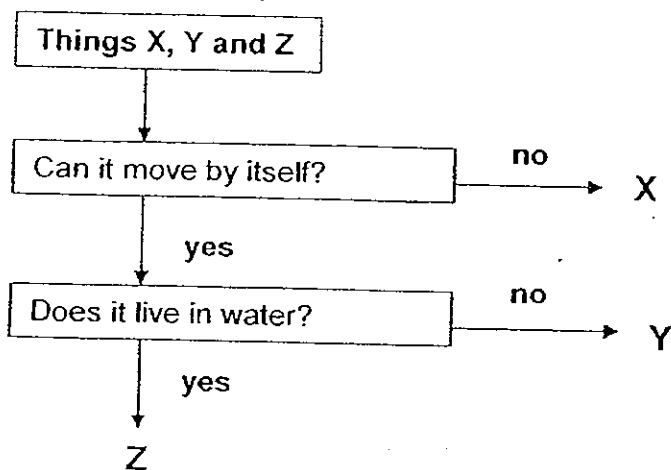 Things X, Y and Z
Can it move by itself?
no
X
yes
Does it live in water?
no
Y
yes
Z